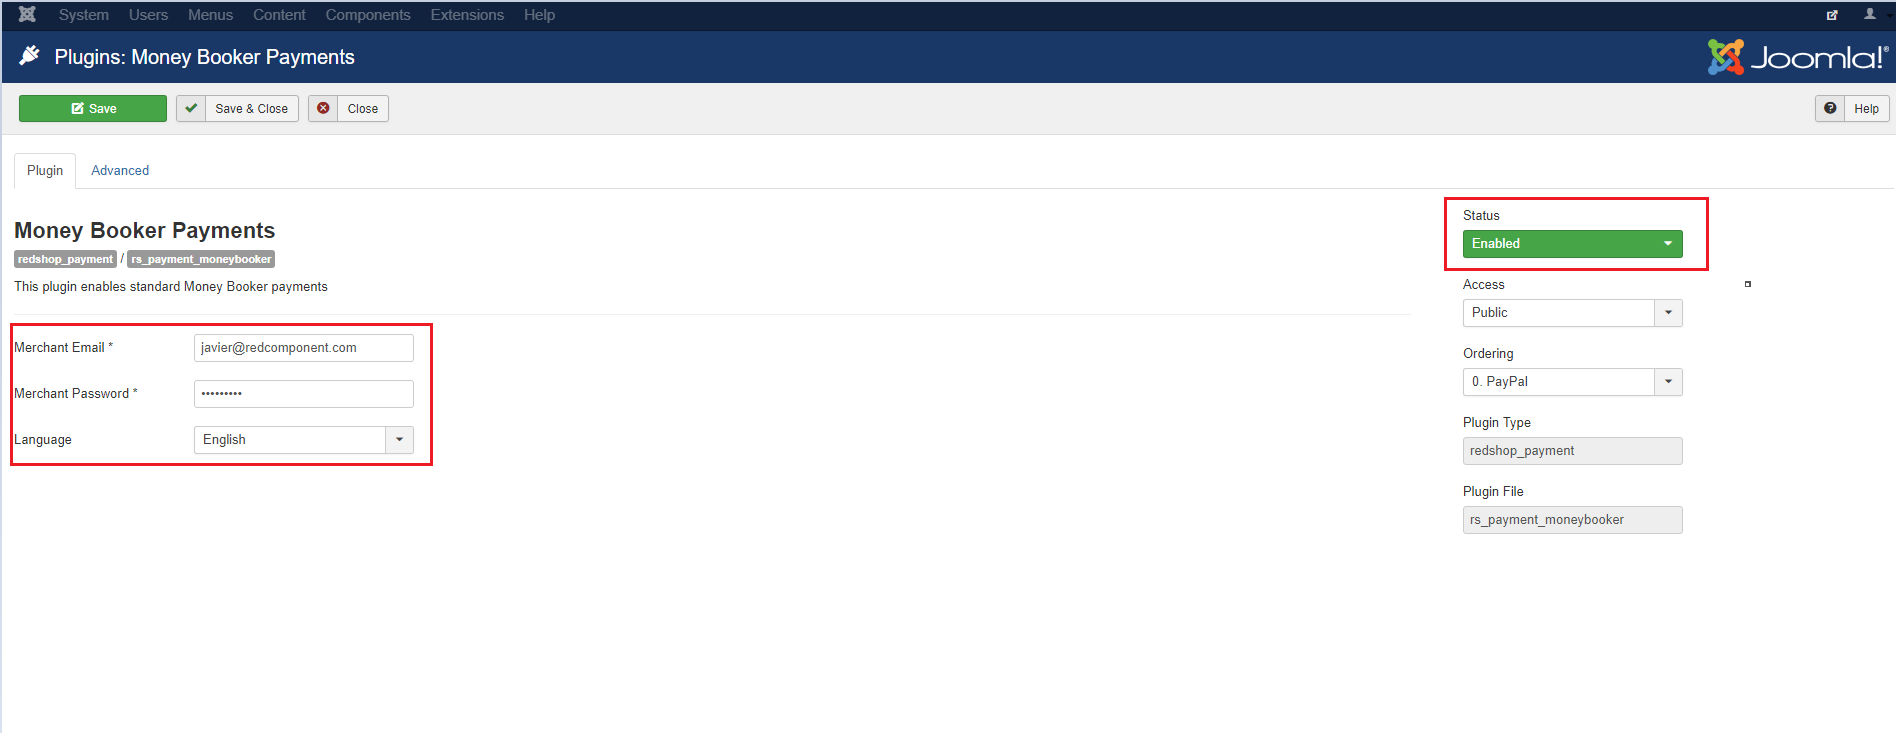 System Users Menus Content Components Extensions Help
Plugins: Money Booker Payments
Joomla!®
Save
Save & Close
Close
Help
Plugin
Advanced
Money Booker Payments
redshop_payment / rs_payment_moneybooker
This plugin enables standard Money Booker payments
Merchant Email *
javier@redcomponent.com
Merchant Password *
•••••••••
Language
English
Status
Enabled
Access
Public
Ordering
0. PayPal
Plugin Type
redshop_payment
Plugin File
rs_payment_moneybooker